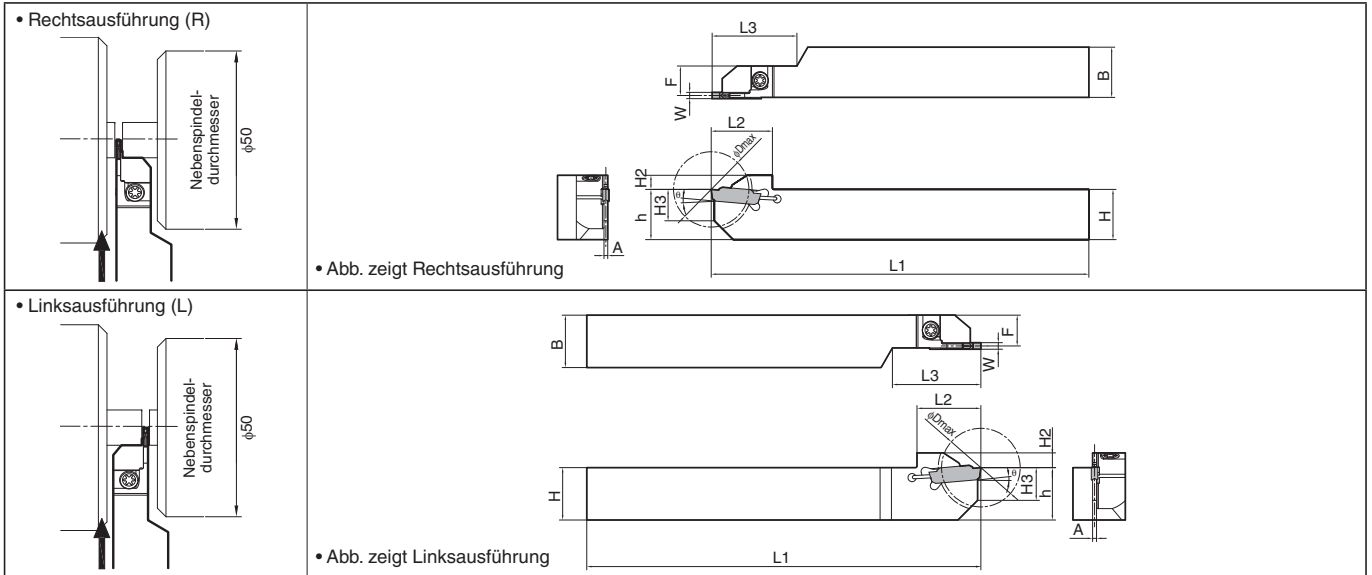 • Rechtsausführung (R)
Nebenspindel-
durchmesser
ϕ50
L3
F
W
B
L2
ϕDmax
H2
θ
H3
h
H
A
L1
• Abb. zeigt Rechtsausführung
• Linksausführung (L)
Nebenspindel-
durchmesser
ϕ50
B
F
W
L3
L2
ϕDmax
H2
θ
H3
h
H
A
L1
• Abb. zeigt Linksausführung